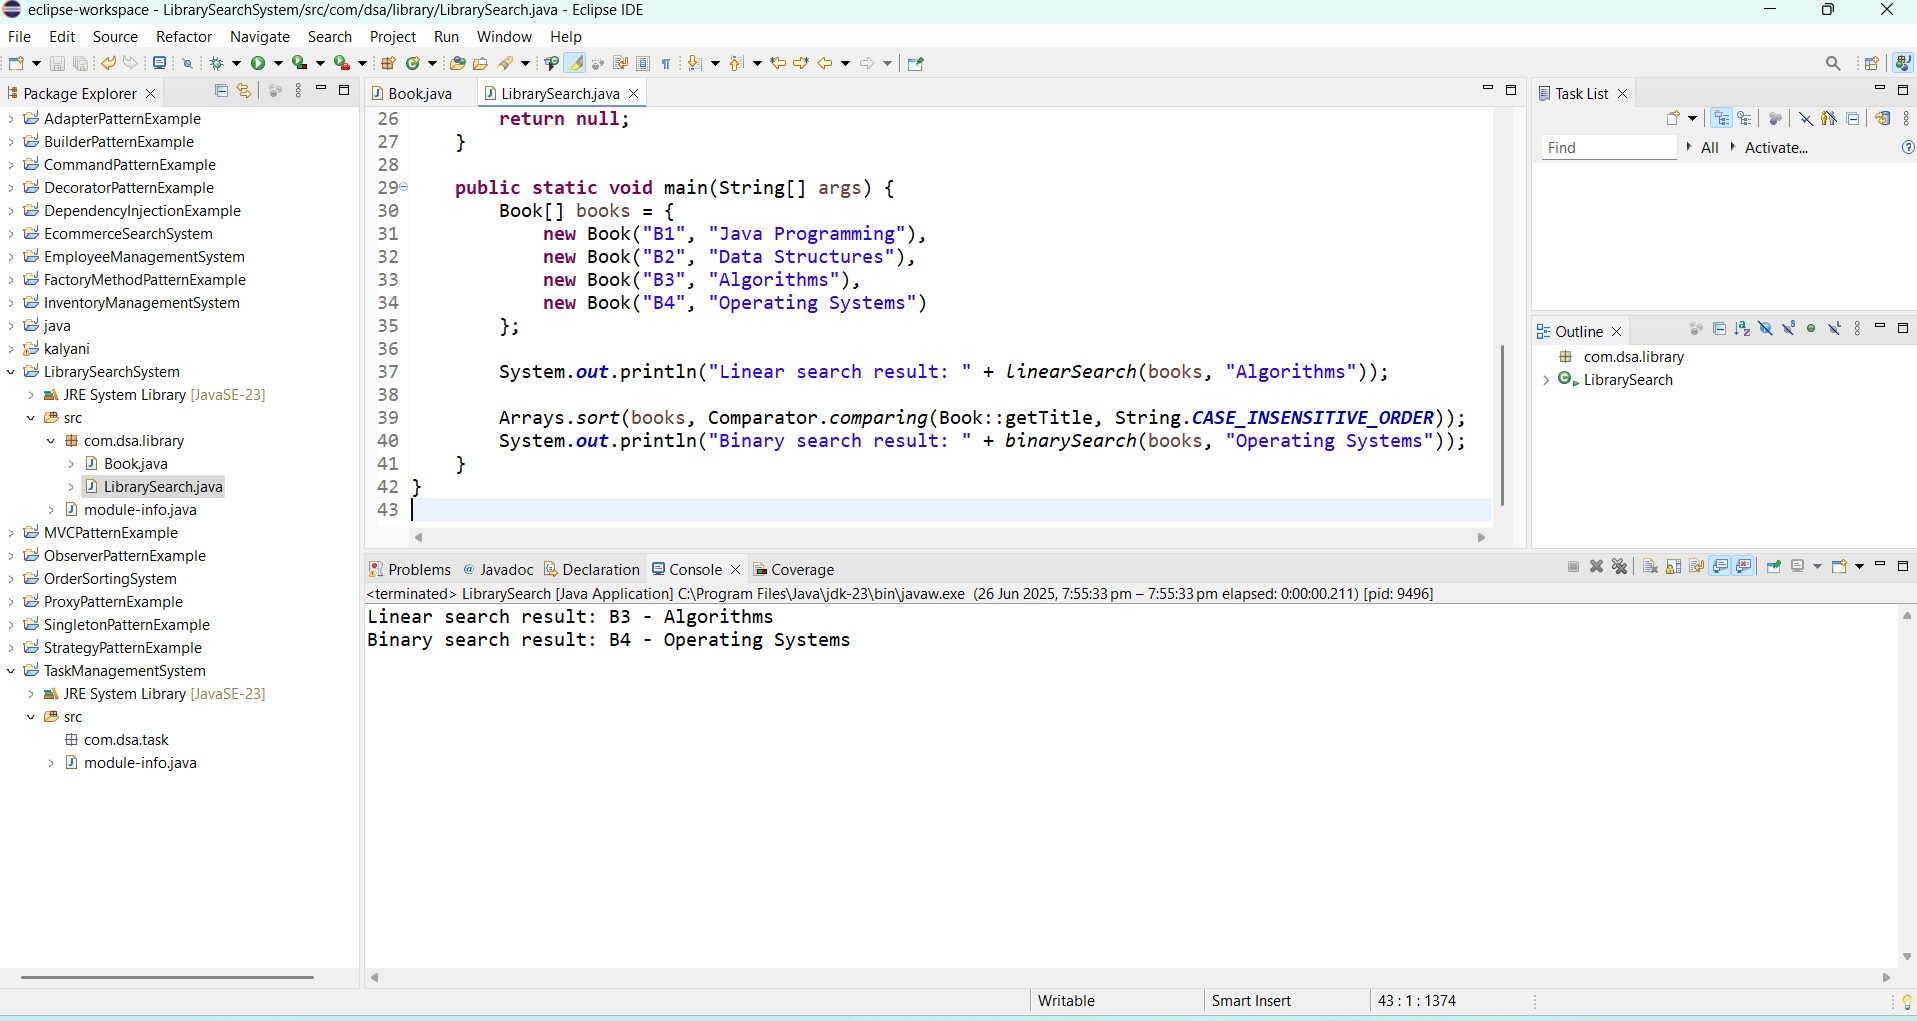 eclipse-workspace - LibrarySearchSystem/src/com/dsa/library/LibrarySearch.java - Eclipse IDE
File Edit Source Refactor Navigate Search Project Run Window Help
Package Explorer
AdapterPatternExample
BuilderPatternExample
CommandPatternExample
DecoratorPatternExample
DependencyInjectionExample
EcommerceSearchSystem
EmployeeManagementSystem
FactoryMethodPatternExample
InventoryManagementSystem
java
kalyani
LibrarySearchSystem
JRE System Library [JavaSE-23]
src
com.dsa.library
Book.java
LibrarySearch.java
module-info.java
MVCPatternExample
ObserverPatternExample
OrderSortingSystem
ProxyPatternExample
SingletonPatternExample
StrategyPatternExample
TaskManagementSystem
JRE System Library [JavaSE-23]
src
com.dsa.task
module-info.java
Book.java LibrarySearch.java
26         return null;
27     }
28
29     public static void main(String[] args) {
30         Book[] books = {
31             new Book("B1", "Java Programming"),
32             new Book("B2", "Data Structures"),
33             new Book("B3", "Algorithms"),
34             new Book("B4", "Operating Systems")
35         };
36
37         System.out.println("Linear search result: " + linearSearch(books, "Algorithms"));
38
39         Arrays.sort(books, Comparator.comparing(Book::getTitle, String.CASE_INSENSITIVE_ORDER));
40         System.out.println("Binary search result: " + binarySearch(books, "Operating Systems"));
41     }
42 }
43
Task List
Find All Activate...
Outline
com.dsa.library
LibrarySearch
Problems Javadoc Declaration Console Coverage
<terminated> LibrarySearch [Java Application] C:\Program Files\Java\jdk-23\bin\javaw.exe (26 Jun 2025, 7:55:33 pm – 7:55:33 pm elapsed: 0:00:00.211) [pid: 9496]
Linear search result: B3 - Algorithms
Binary search result: B4 - Operating Systems
Writable Smart Insert 43 : 1 : 1374